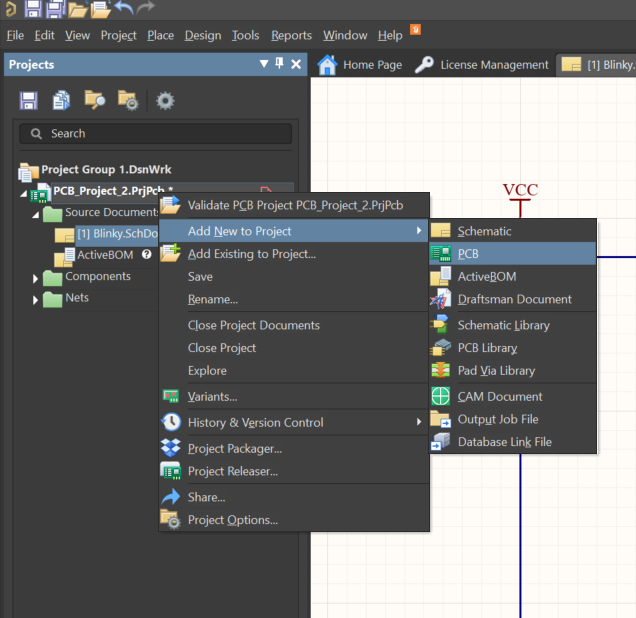 File Edit View Project Place Design Tools Reports Window Help
Projects
Home Page
License Management
[1] Blinky.
Search
Project Group 1.DsnWrk
PCB_Project_2.PrjPcb *
Source Documents
[1] Blinky.SchDo
ActiveBOM
Components
Nets
Validate PCB Project PCB_Project_2.PrjPcb
Add New to Project
Add Existing to Project...
Save
Rename...
Close Project Documents
Close Project
Explore
Variants...
History & Version Control
Project Packager...
Project Releaser...
Share...
Project Options...
VCC
Schematic
PCB
ActiveBOM
Draftsman Document
Schematic Library
PCB Library
Pad Via Library
CAM Document
Output Job File
Database Link File